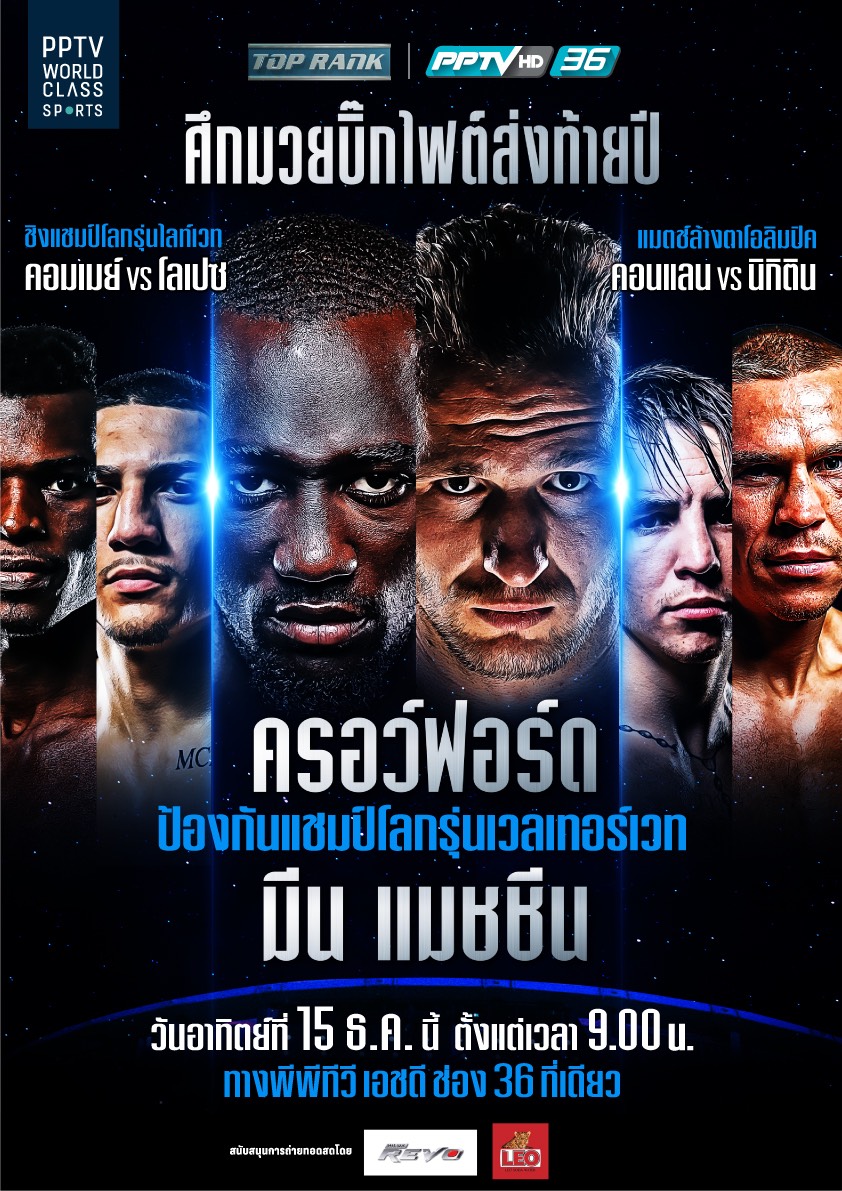 PPTV
WORLD
CLASS
SPORTS
TOP RANK
PPTV HD 36
ศึกมวยบิ๊กไฟต์ส่งท้ายปี
ชิงแชมป์โลกรุ่นไลท์เวท
คอมเมย์ vs โลเปซ
แมตช์ล้างตาโอลิมปิค
คอนแลน vs นิกิติน
MC
ครอว์ฟอร์ด
ป้องกันแชมป์โลกรุ่นเวลเทอร์เวท
มีน แมชชีน
วันอาทิตย์ที่ 15 ธ.ค. นี้ ตั้งแต่เวลา 9.00 น.
ทางพีพีทีวี เอชดี ช่อง 36 ที่เดียว
สนับสนุนการถ่ายทอดสดโดย
REVO
LEO